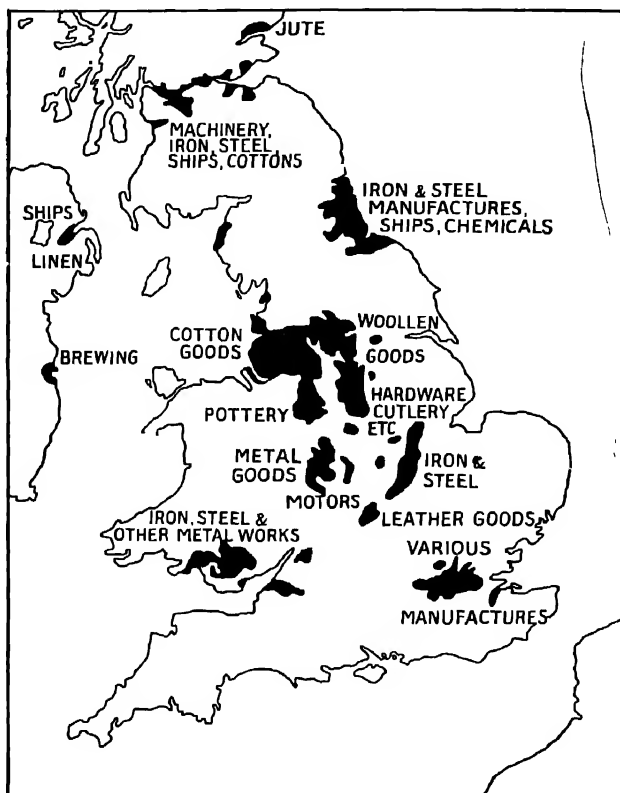 JUTE
MACHINERY,
IRON, STEEL,
SHIPS, COTTONS
IRON & STEEL
MANUFACTURES,
SHIPS, CHEMICALS
SHIPS
LINEN
COTTON
GOODS
WOOLLEN
GOODS
BREWING
HARDWARE
CUTLERY
ETC
POTTERY
METAL
GOODS
IRON &
STEEL
MOTORS
LEATHER GOODS
IRON, STEEL &
OTHER METAL WORKS
VARIOUS
MANUFACTURES